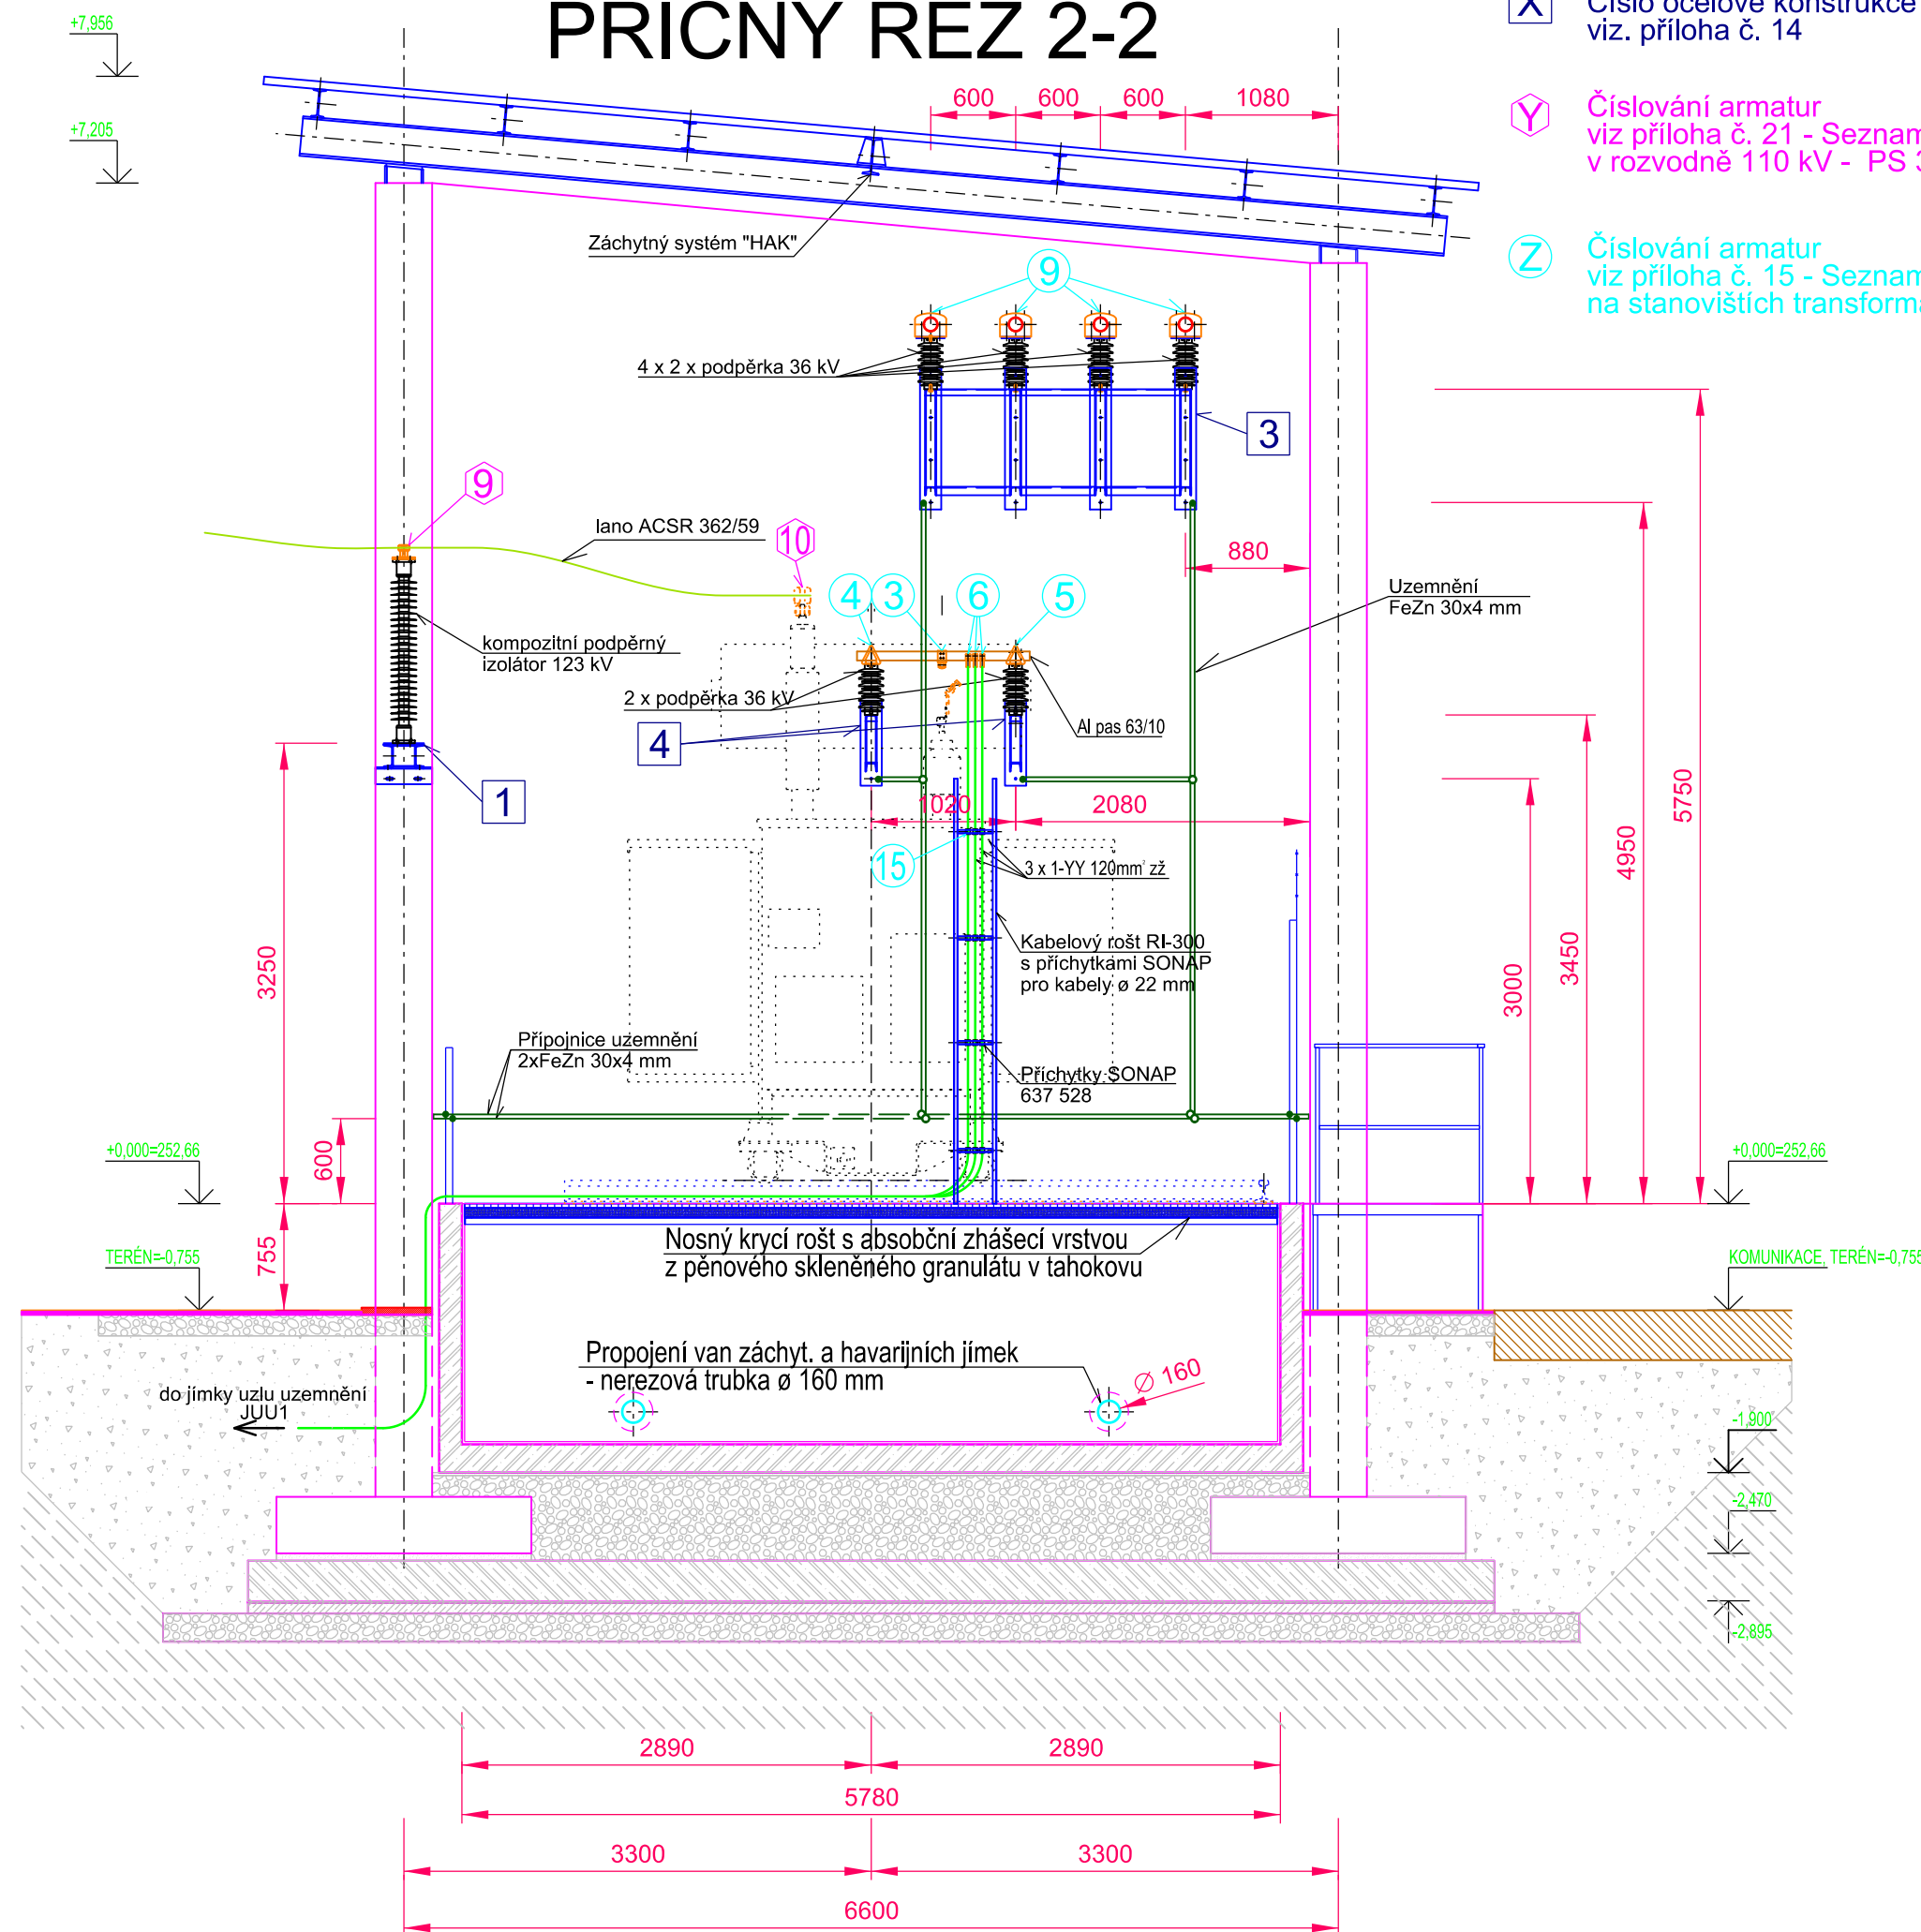 PŘÍČNÝ ŘEZ 2-2
X
Číslo ocelové konstrukce
viz. příloha č. 14
Y
Číslování armatur
viz příloha č. 21 - Seznam
v rozvodně 110 kV - PS
Z
Číslování armatur
viz příloha č. 15 - Seznam
na stanovištích
+7,956
+7,205
600
600
600
1080
Záchytný systém "HAK"
9
4 x 2 x podpěrka 36 kV
3
9
lano ACSR 362/59
10
880
Uzemnění
FeZn 30x4 mm
4
3
6
5
kompozitní podpěrný
izolátor 123 kV
2 x podpěrka 36 kV
4
Al pas 63/10
1
1020
2080
15
3 x 1-YY 120mm² zž
Kabelový rošt RI-300
s příchytkami SONAP
pro kabely ø 22 mm
3250
3000
3450
4950
5750
Přípojnice uzemnění
2xFeZn 30x4 mm
Příchytky SONAP
637 528
600
+0,000=252,66
+0,000=252,66
755
Nosný krycí rošt s absobční zhášecí vrstvou
z pěnového skleněného granulátu v tahokovu
TERÉN=-0,755
KOMUNIKACE, TERÉN=-0,755
Propojení van záchyt. a havarijních jímek
- nerezová trubka ø 160 mm
∅ 160
do jímky uzlu uzemnění
JUU1
-1,900
-2,470
-2,895
2890
2890
5780
3300
3300
6600